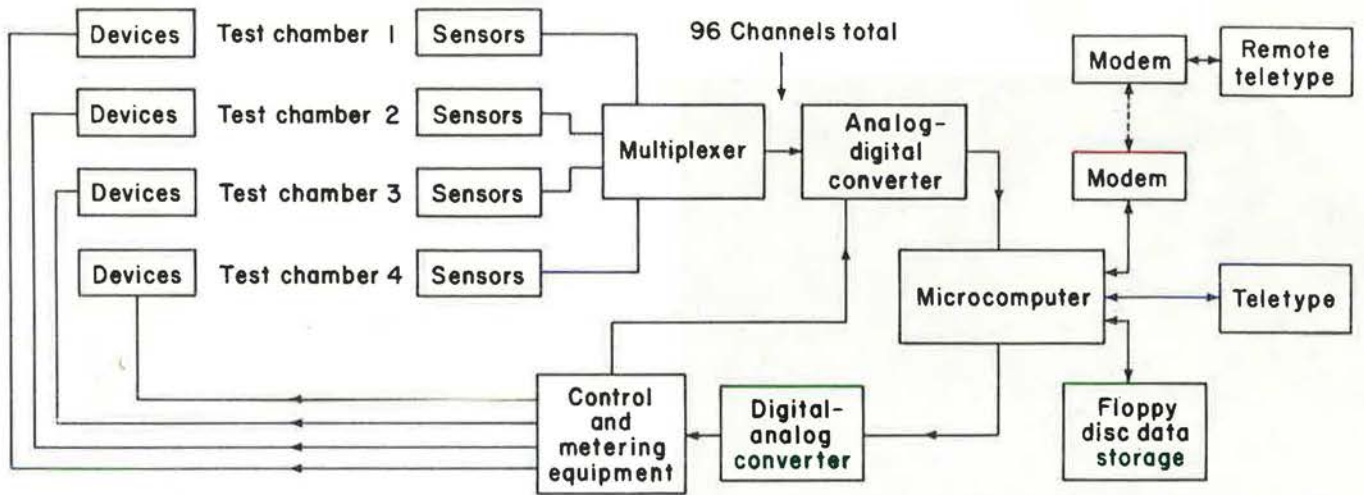 Devices Test chamber 1 Sensors
96 Channels total
Modem
Remote
teletype
Devices Test chamber 2 Sensors
Multiplexer
Analog-
digital
converter
Devices Test chamber 3 Sensors
Modem
Devices Test chamber 4 Sensors
Microcomputer
Teletype
Control
and
metering
equipment
Digital-
analog
converter
Floppy
disc data
storage